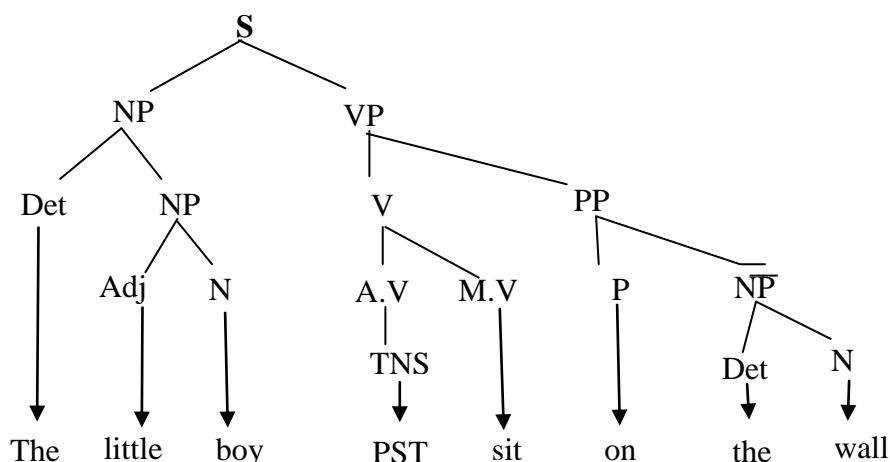 S
NP VP
Det NP V PP
Adj N A.V M.V P NP
TNS Det N
The little boy PST sit on the wall